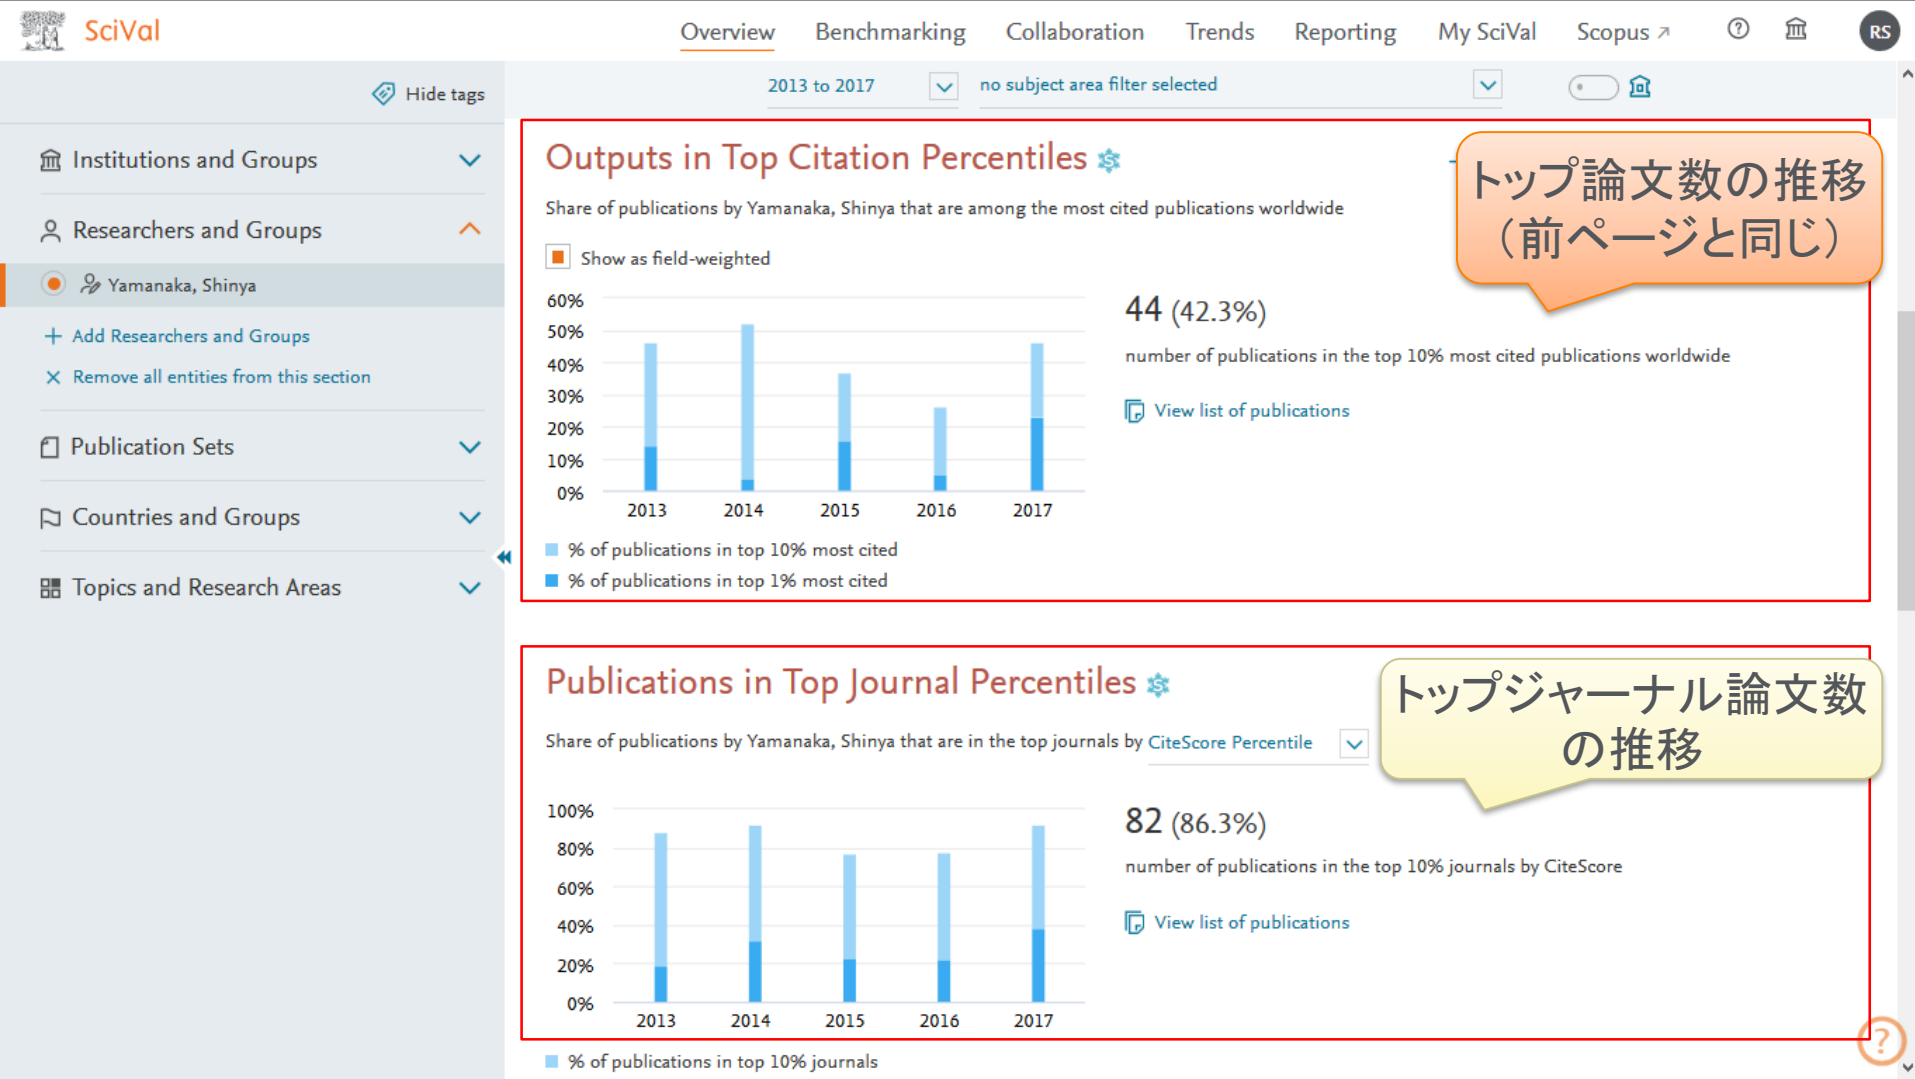 SciVal
Overview
Benchmarking
Collaboration
Trends
Reporting
My SciVal
Scopus
RS
Hide tags
2013 to 2017
no subject area filter selected
Institutions and Groups
Researchers and Groups
Yamanaka, Shinya
Add Researchers and Groups
Remove all entities from this section
Publication Sets
Countries and Groups
Topics and Research Areas
Outputs in Top Citation Percentiles
トップ論文数の推移
（前ページと同じ）
Share of publications by Yamanaka, Shinya that are among the most cited publications worldwide
Show as field-weighted
60%
50%
40%
30%
20%
10%
0%
2013 2014 2015 2016 2017
% of publications in top 10% most cited
% of publications in top 1% most cited
44 (42.3%)
number of publications in the top 10% most cited publications worldwide
View list of publications
Publications in Top Journal Percentiles
トップジャーナル論文数
の推移
Share of publications by Yamanaka, Shinya that are in the top journals by CiteScore Percentile
100%
80%
60%
40%
20%
0%
2013 2014 2015 2016 2017
82 (86.3%)
number of publications in the top 10% journals by CiteScore
View list of publications
% of publications in top 10% journals
?